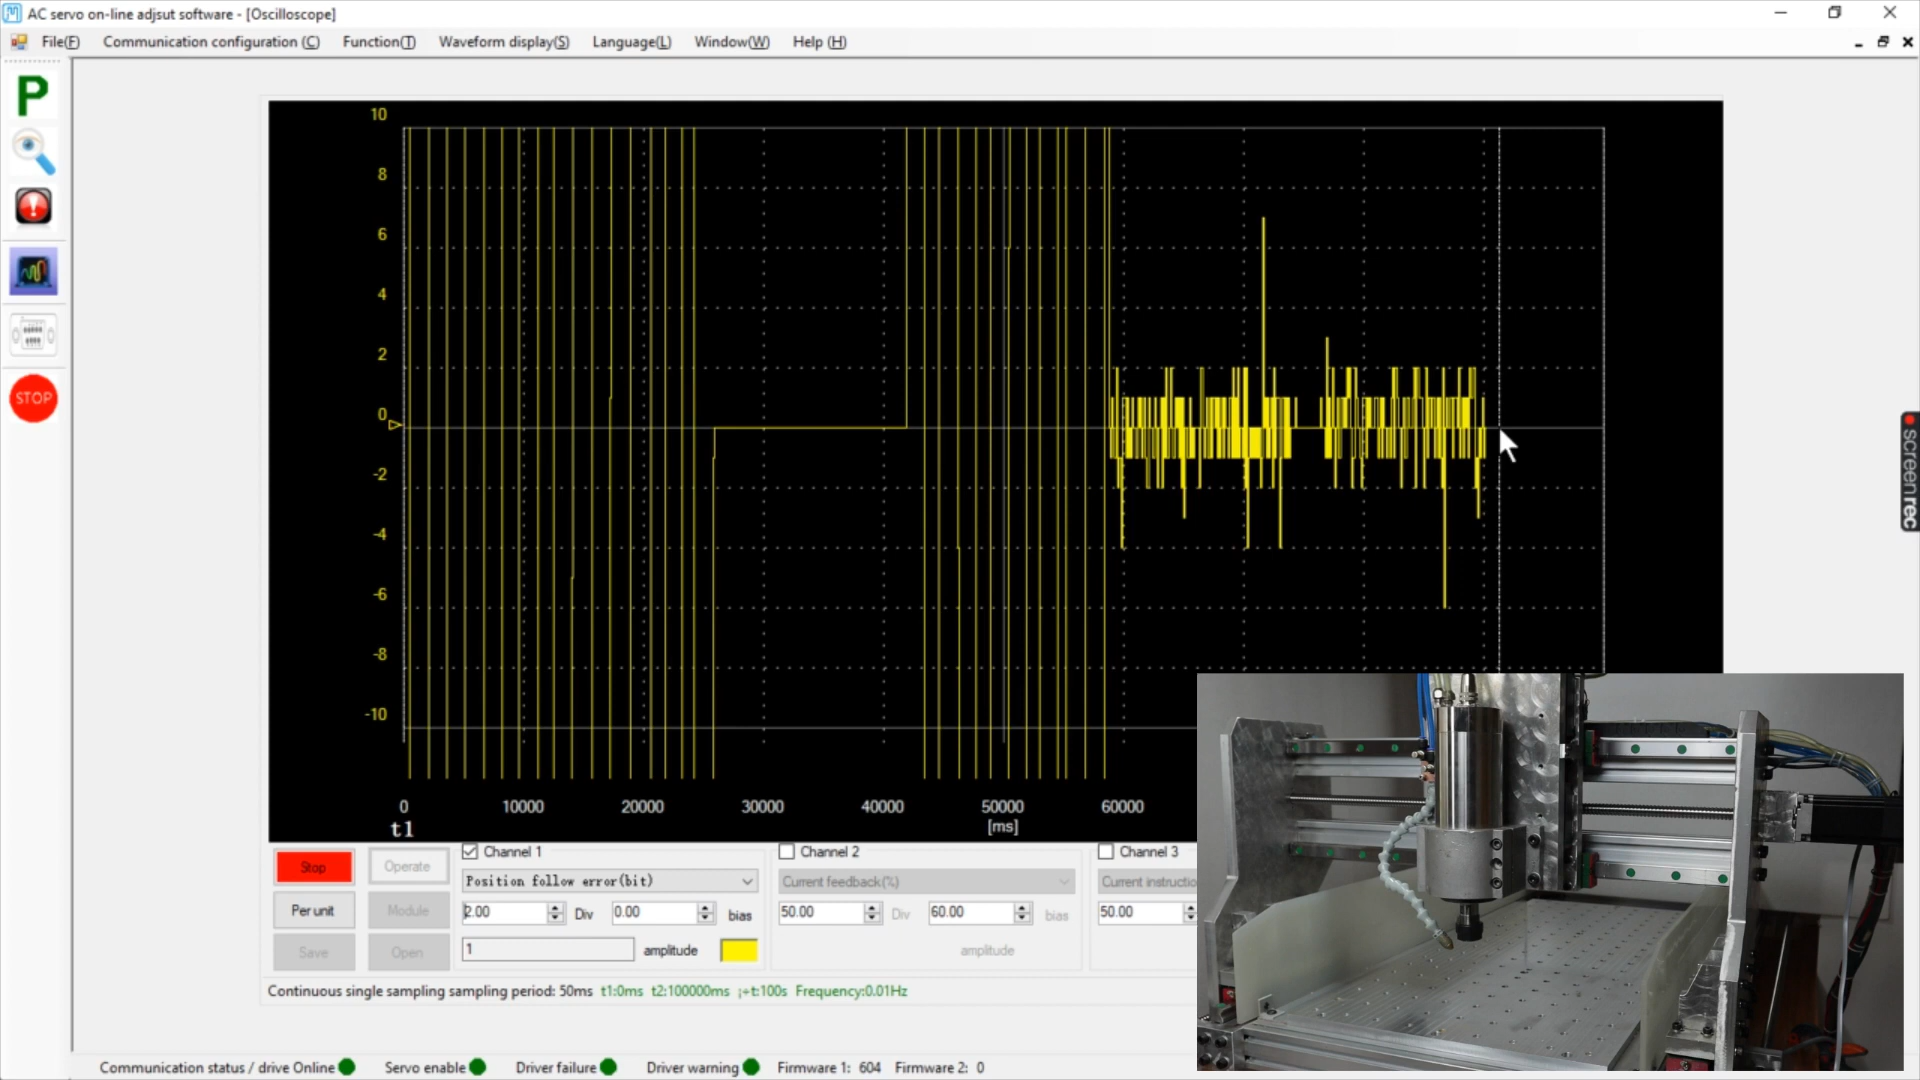 AC servo on-line adjsut software - [Oscilloscope]
File(F) Communication configuration (C) Function(T) Waveform display(S) Language(L) Window(W) Help (H)
P
STOP
10
8
6
4
2
0
-2
-4
-6
-8
-10
0 10000 20000 30000 40000 50000 60000
t1 [ms]
screenrec
Stop Operate
Per unit Module
Save Open
Channel 1
Position follow error(bit)
2.00 Div 0.00 bias
1 amplitude
Channel 2
Current feedback(%)
50.00 Div 60.00 bias
amplitude
Channel 3
Current instructio
50.00
Continuous single sampling sampling period: 50ms t1:0ms t2:100000ms ¡÷t:100s Frequency:0.01Hz
Communication status / drive Online Servo enable Driver failure Driver warning Firmware 1: 604 Firmware 2: 0